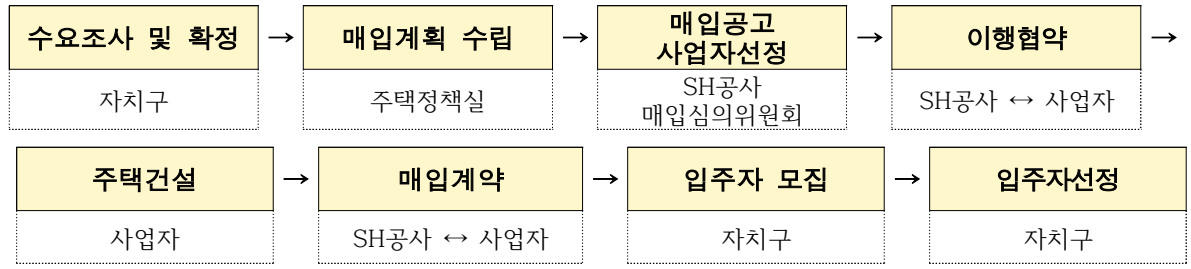 수요조사 및 확정 → 매입계획 수립 → 매입공고 → 이행협약 →
사업자선정
자치구 주택정책실 SH공사 SH공사 ↔ 사업자
매입심의위원회
주택건설 → 매입계약 → 입주자 모집 → 입주자선정
사업자 SH공사 ↔ 사업자 자치구 자치구